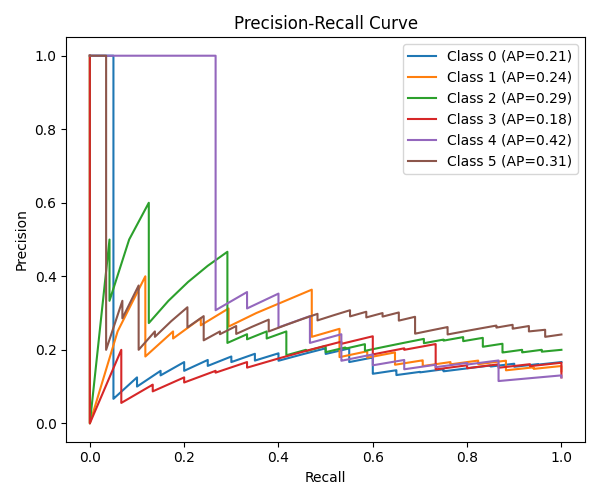 Precision-Recall Curve
Class 0 (AP=0.21)
Class 1 (AP=0.24)
Class 2 (AP=0.29)
Class 3 (AP=0.18)
Class 4 (AP=0.42)
Class 5 (AP=0.31)
Precision
1.0
0.8
0.6
0.4
0.2
0.0
0.0 0.2 0.4 0.6 0.8 1.0
Recall